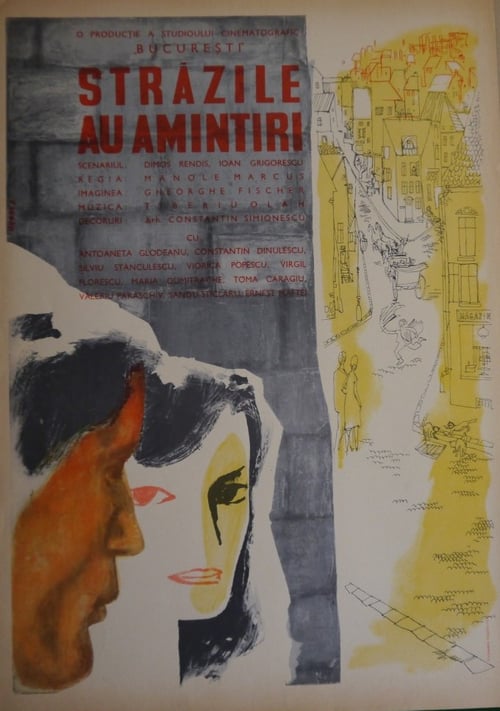 O PRODUCȚIE A STUDIOULUI CINEMATOGRAFIC
„BUCUREȘTI"
STRĂZILE
AU AMINTIRI
SCENARIUL DIMOS RENDIS, IOAN GRIGORESCU
REGIA MANOLE MARCUS
IMAGINEA GHEORGHE FISCHER
MUZICA TIBERIU OLAH
DECORURI Arh. CONSTANTIN SIMIONESCU
CU
ANTOANETA GLODEANU, CONSTANTIN DINULESCU,
SILVIU STĂNCULESCU, VIORICA POPESCU, VIRGIL
FLORESCU, MARIA DUMITRACHE, TOMA CARAGIU,
VALERIU PARASCHIV, SANDU STICLARU, ERNEST MAFTEI
MAGAZIN